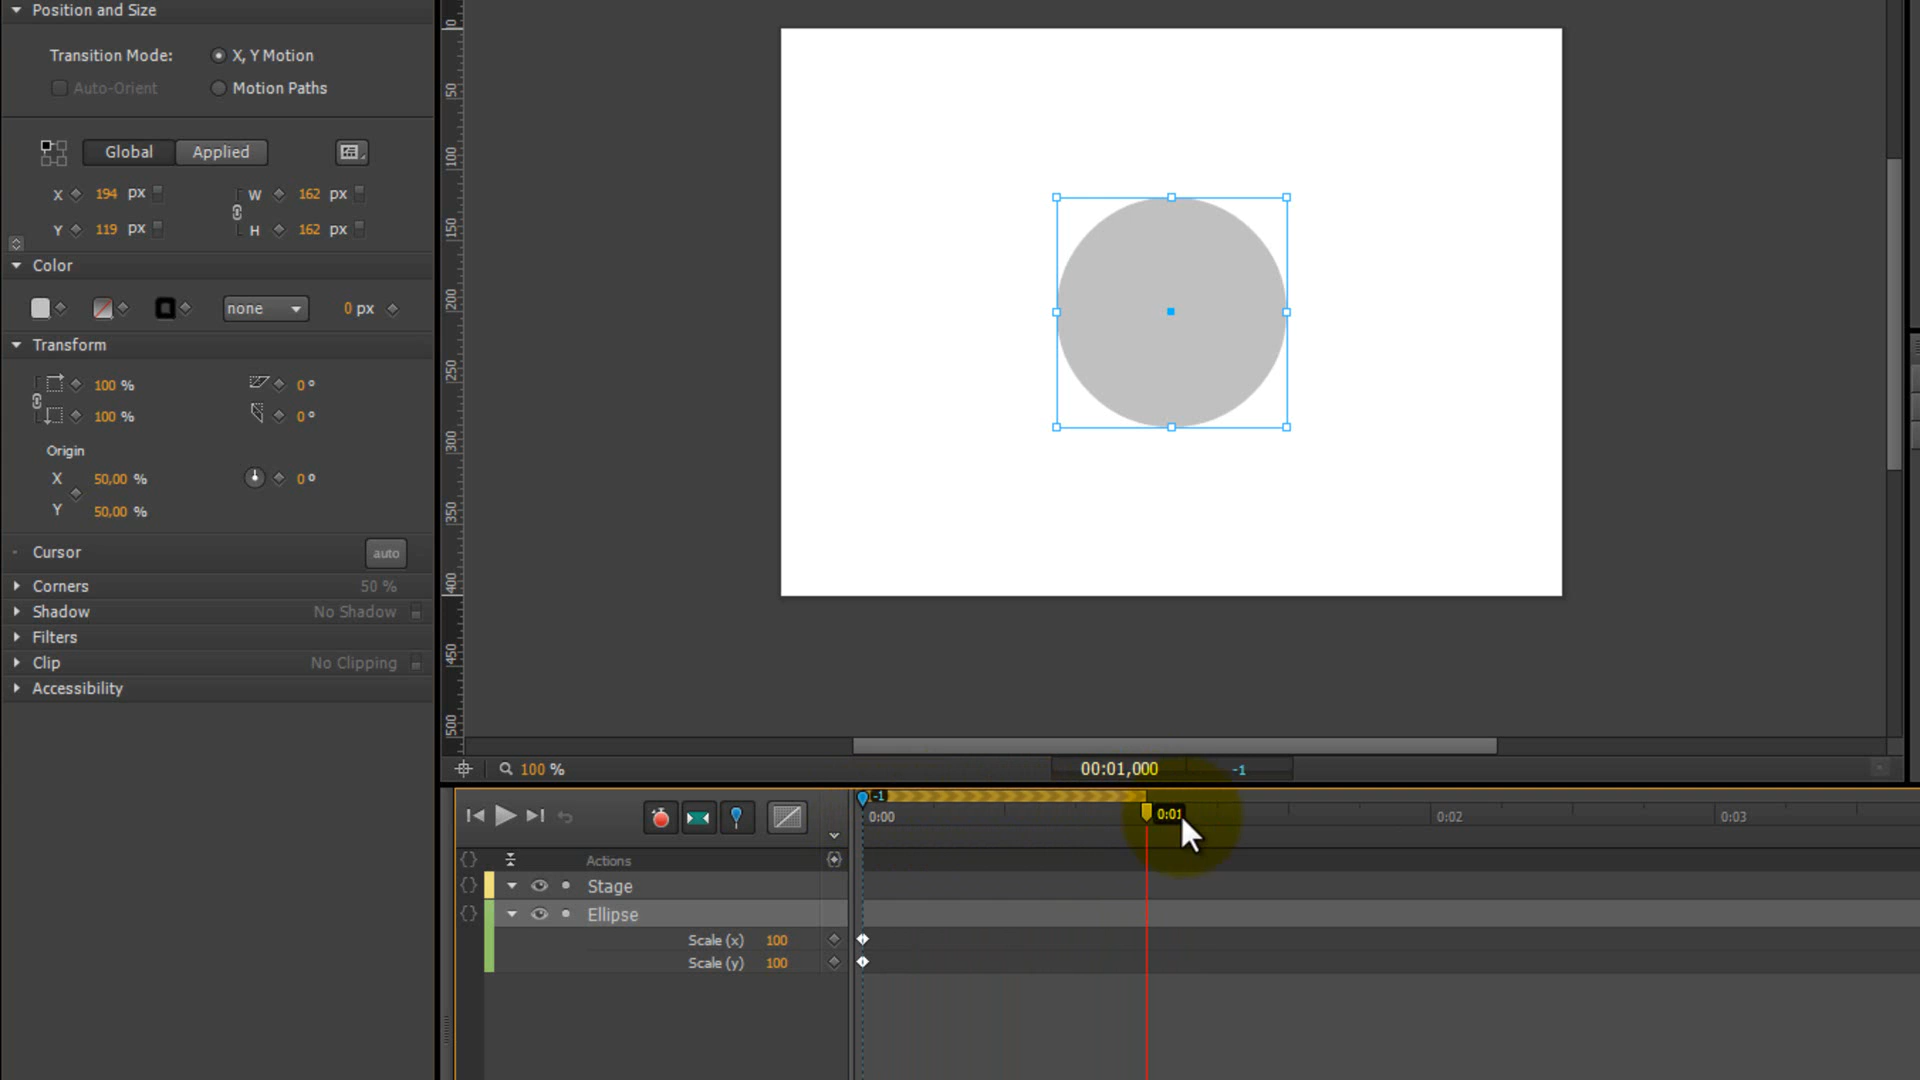 Position and Size
Transition Mode: X, Y Motion
Auto-Orient Motion Paths
Global Applied
X 194 px W 162 px
Y 119 px H 162 px
Color
none 0 px
Transform
100 % 0 °
100 % 0 °
Origin
X 50,00 % 0 °
Y 50,00 %
Cursor auto
Corners 50 %
Shadow No Shadow
Filters
Clip No Clipping
Accessibility
0
50
100
150
200
250
300
350
400
450
500
100 % 00:01,000 -1
-1
0:00 0:01 0:02 0:03
Actions
Stage
Ellipse
Scale (x) 100
Scale (y) 100